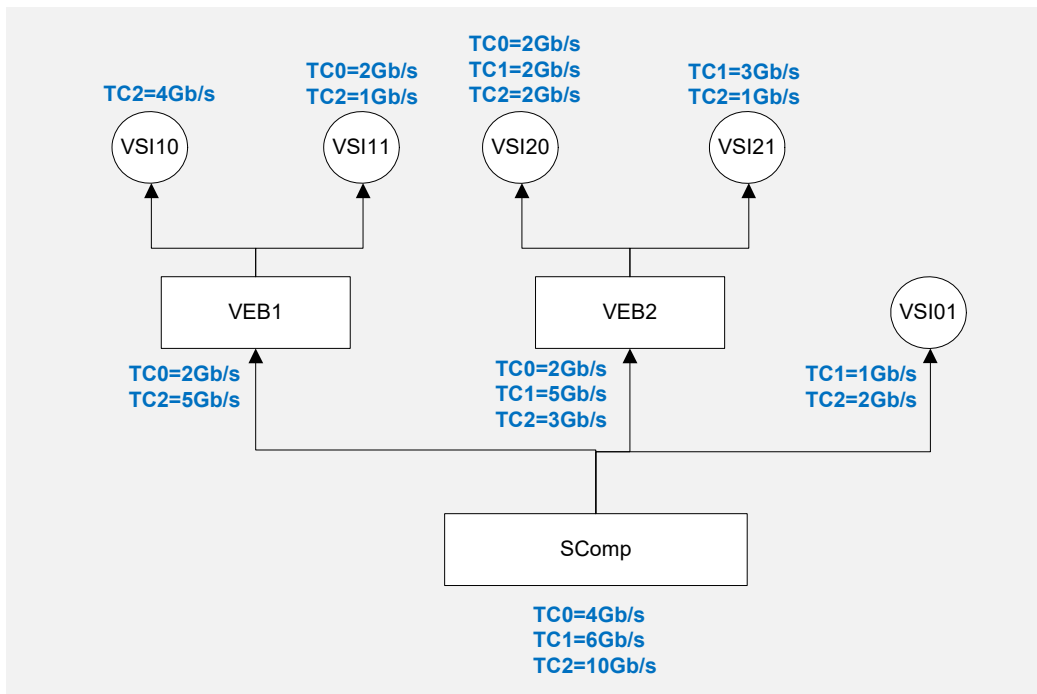 TC2=4Gb/s
TC0=2Gb/s
TC2=1Gb/s
TC0=2Gb/s
TC1=2Gb/s
TC2=2Gb/s
TC1=3Gb/s
TC2=1Gb/s
VSI10
VSI11
VSI20
VSI21
VEB1
VEB2
VSI01
TC0=2Gb/s
TC2=5Gb/s
TC0=2Gb/s
TC1=5Gb/s
TC2=3Gb/s
TC1=1Gb/s
TC2=2Gb/s
SComp
TC0=4Gb/s
TC1=6Gb/s
TC2=10Gb/s